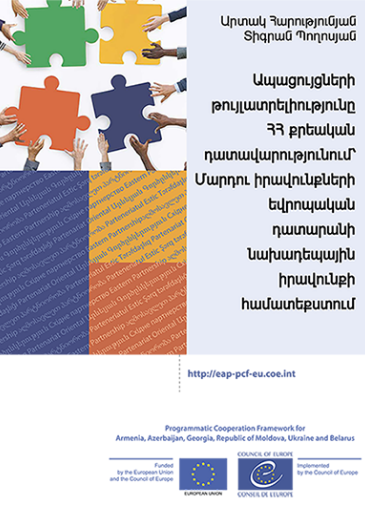 Արտակ Հարությունյան
Տիգրան Պողոսյան
Ապացույցների
թույլատրելիությունը
ՀՀ քրեական
դատավարությունում՝
Մարդու իրավունքների
եվրոպական
դատարանի
նախադեպային
իրավունքի
համատեքստում
http://eap-pcf-eu.coe.int
Programmatic Cooperation Framework for
Armenia, Azerbaijan, Georgia, Republic of Moldova, Ukraine and Belarus
Funded
by the European Union
and the Council of Europe
EUROPEAN UNION
COUNCIL OF EUROPE
CONSEIL DE L'EUROPE
Implemented
by the Council of Europe